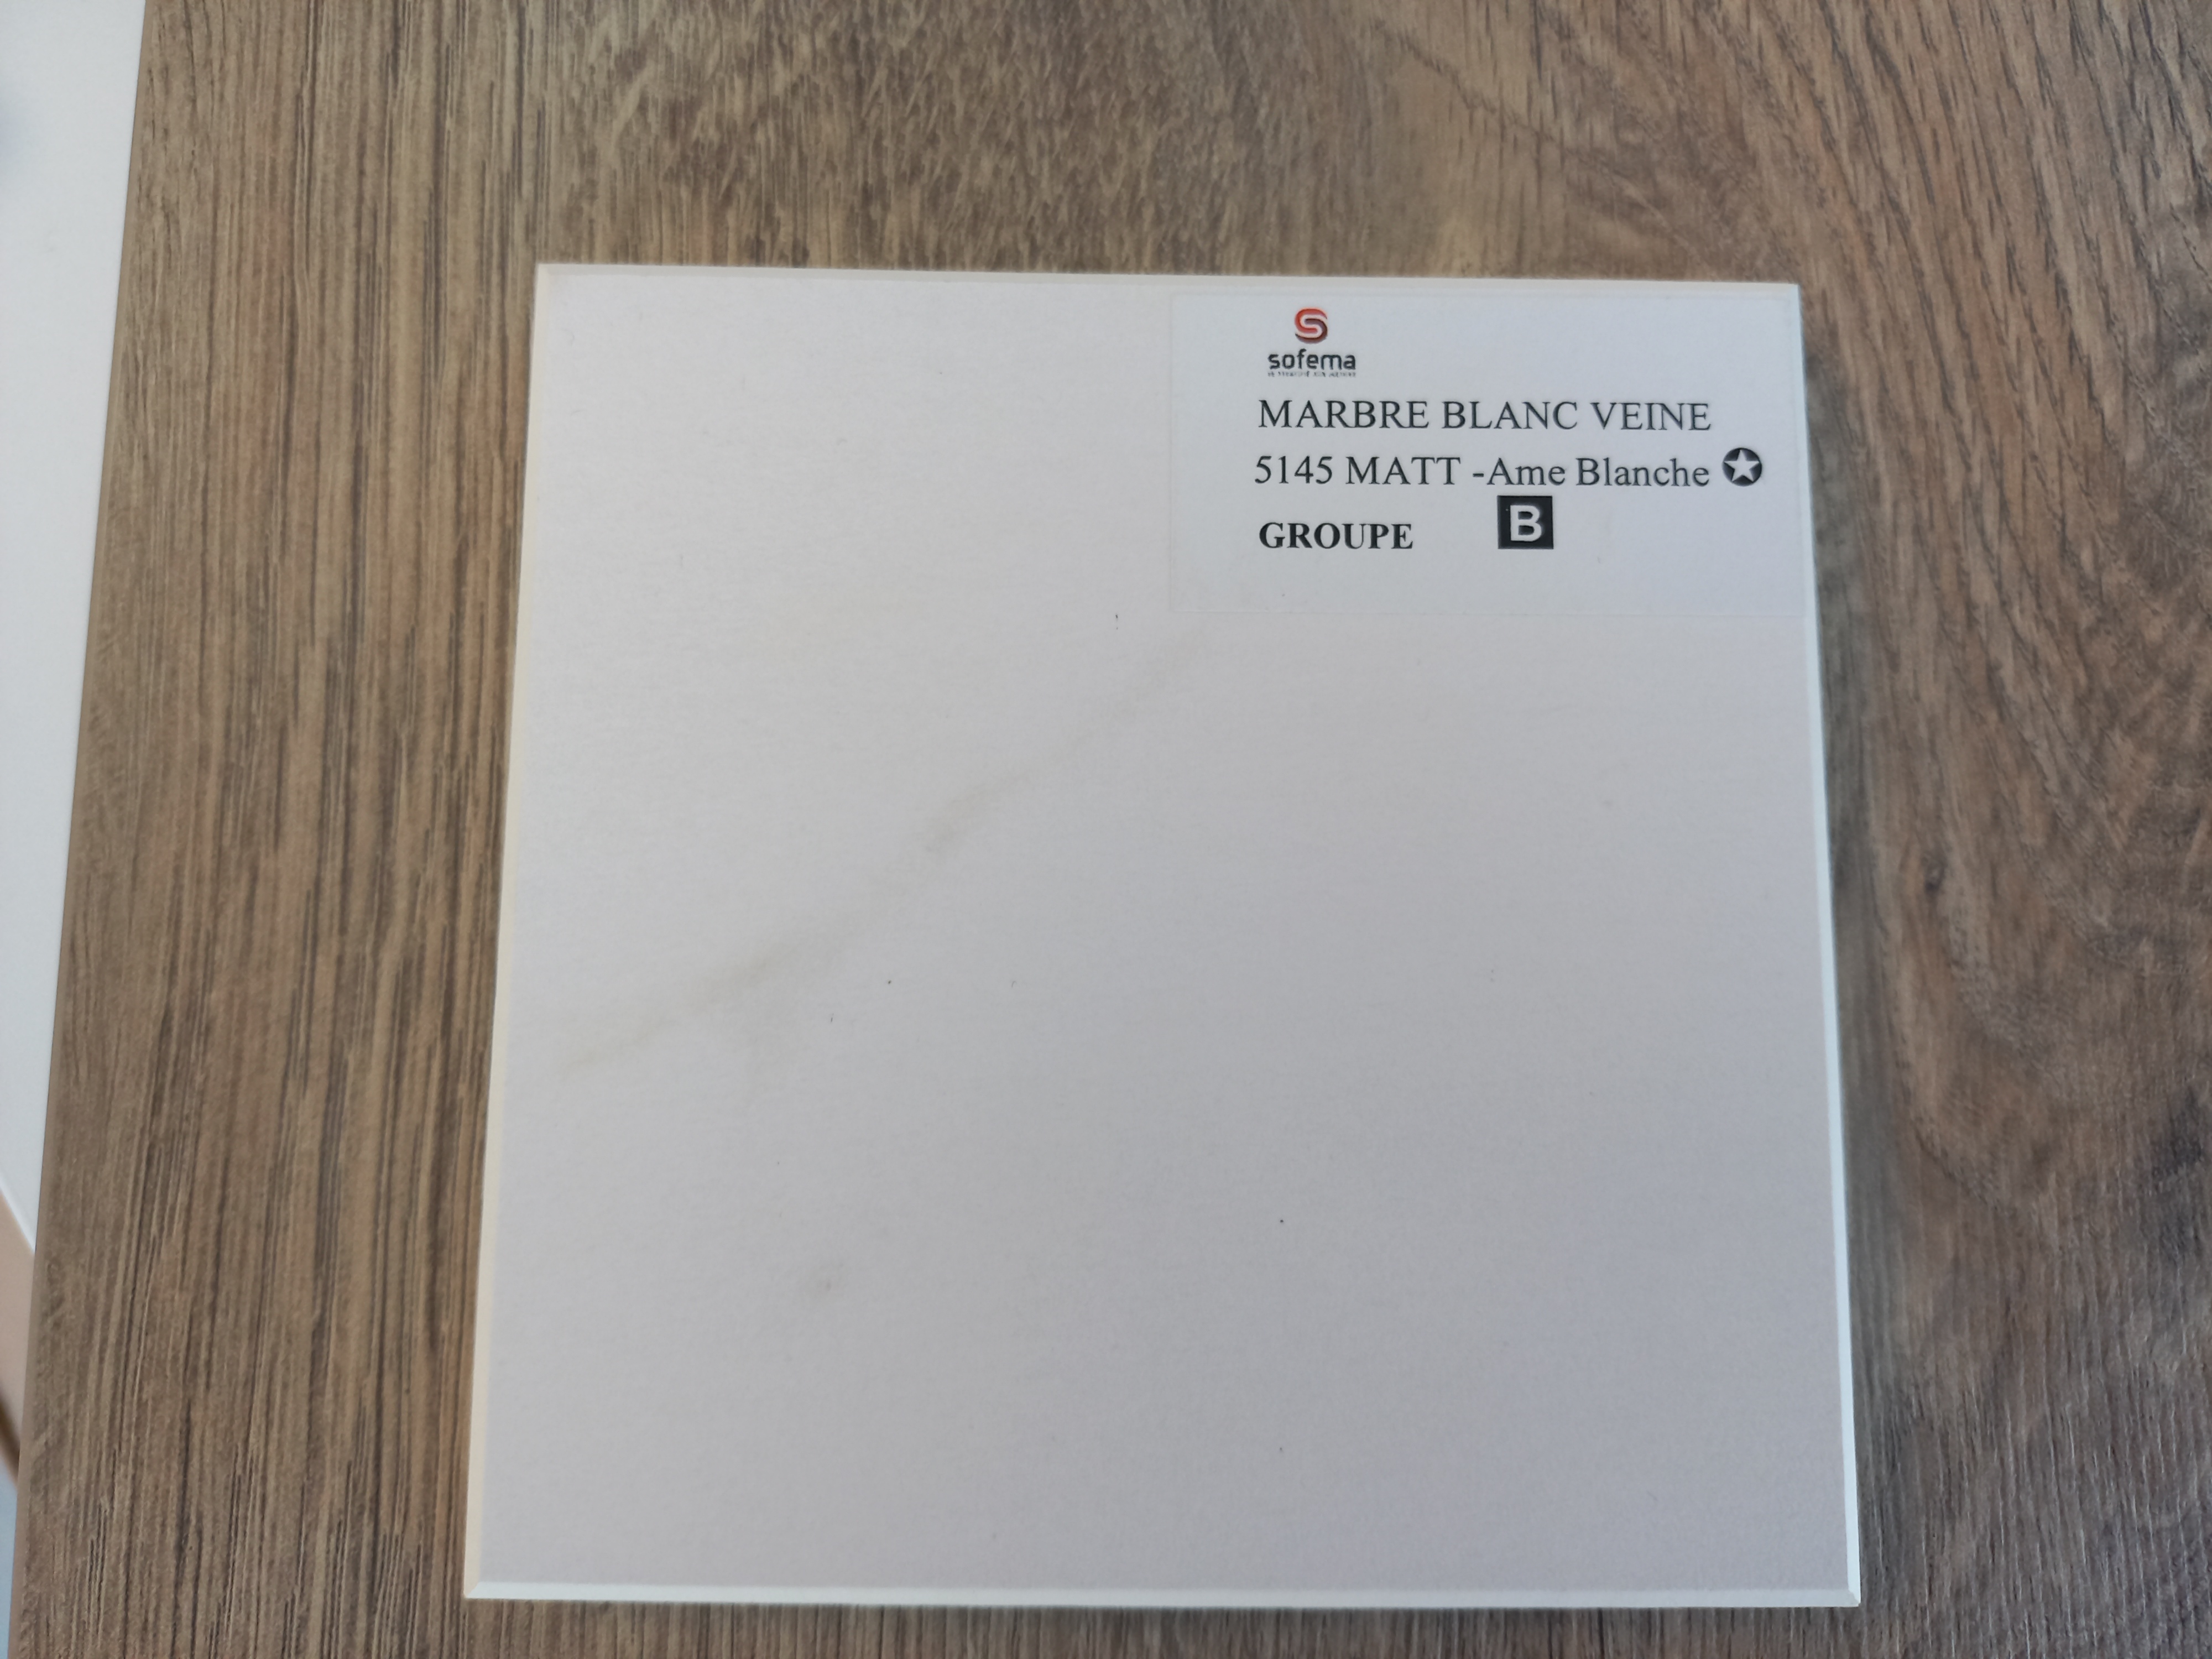 sofema
MARBRE BLANC VEINE
5145 MATT -Ame Blanche
GROUPE B